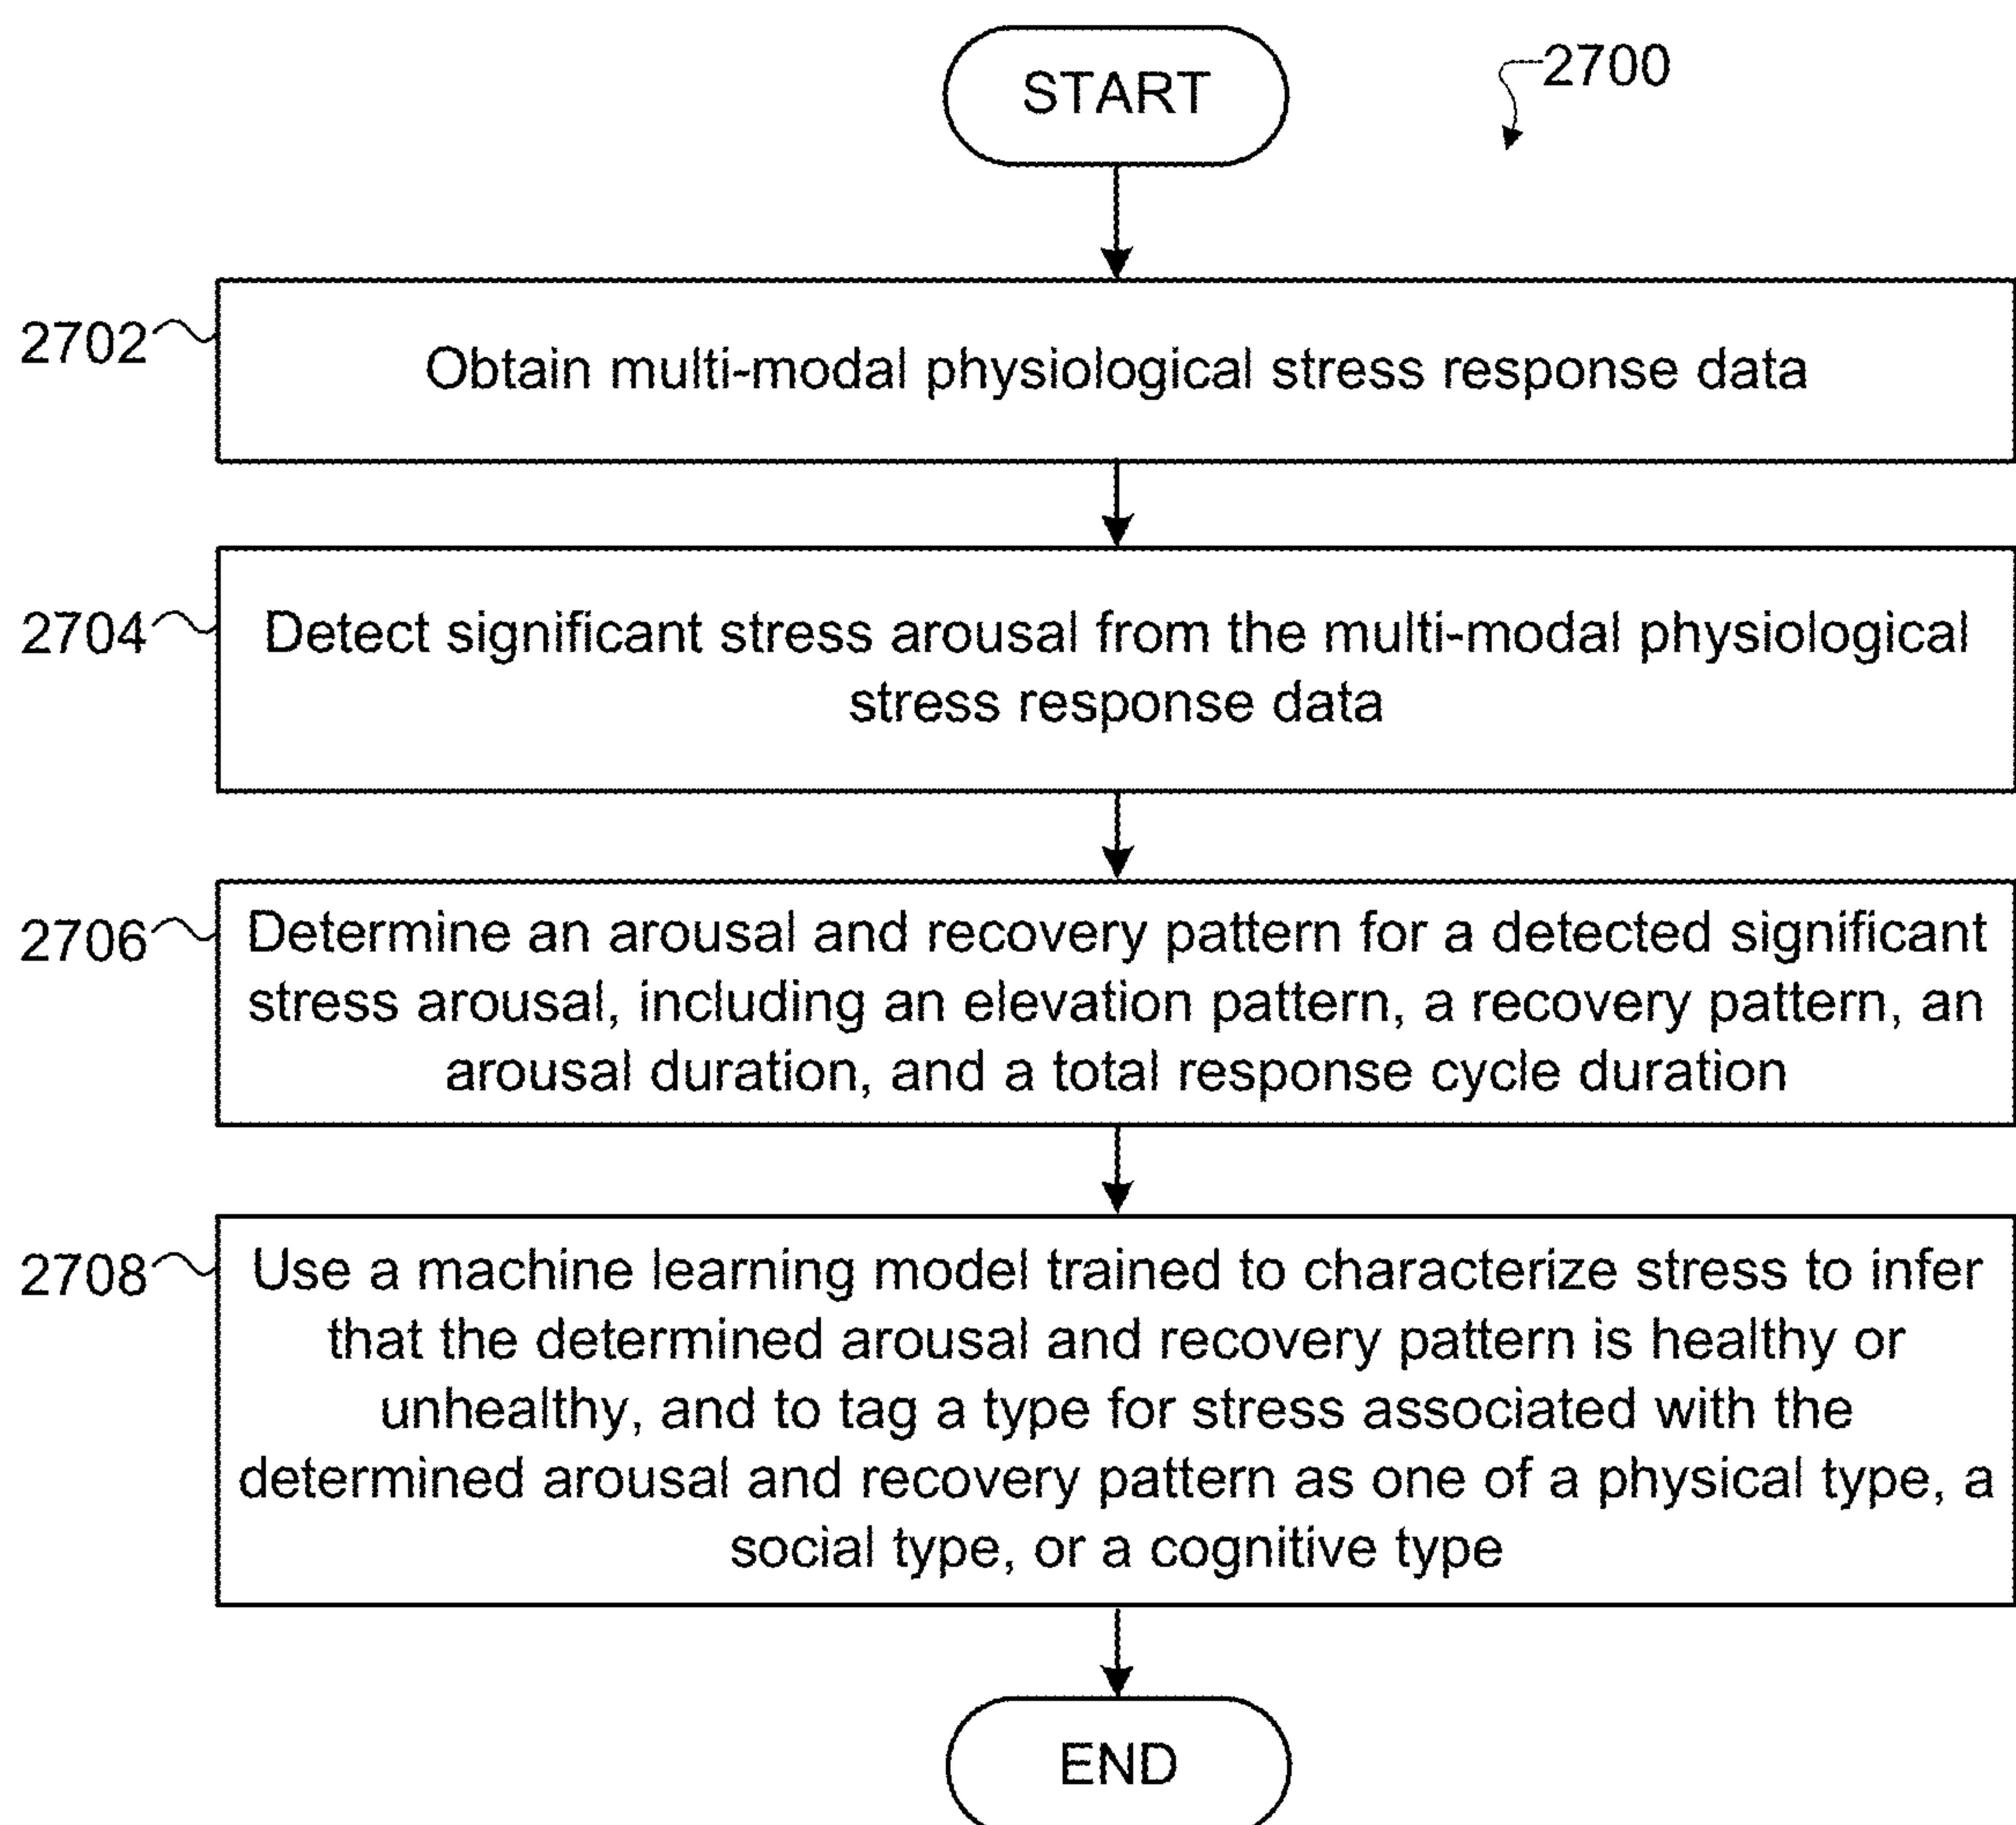 START
2700
2702
Obtain multi-modal physiological stress response data
2704
Detect significant stress arousal from the multi-modal physiological
stress response data
2706
Determine an arousal and recovery pattern for a detected significant
stress arousal, including an elevation pattern, a recovery pattern, an
arousal duration, and a total response cycle duration
2708
Use a machine learning model trained to characterize stress to infer
that the determined arousal and recovery pattern is healthy or
unhealthy, and to tag a type for stress associated with the
determined arousal and recovery pattern as one of a physical type, a
social type, or a cognitive type
END